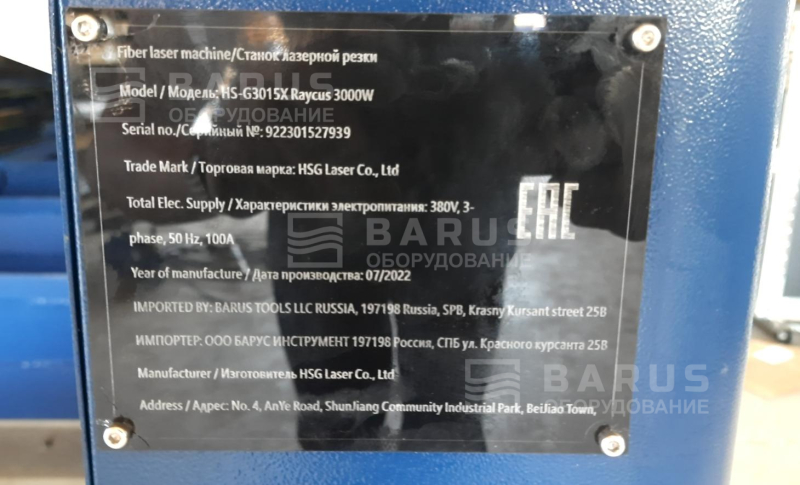 Fiber laser machine/Станок лазерной резки
Model / Модель: HS-G3015X Raycus 3000W
Serial no./Серийный №: 922301527939
Trade Mark / Торговая марка: HSG Laser Co., Ltd
Total Elec. Supply / Характеристики электропитания: 380V, 3-
phase, 50 Hz, 100A
EAC
Year of manufacture / Дата производства: 07/2022
IMPORTED BY: BARUS TOOLS LLC RUSSIA, 197198 Russia, SPB, Krasny Kursant street 25B
ИМПОРТЕР: ООО БАРУС ИНСТРУМЕНТ 197198 Россия, СПБ ул. Красного курсанта 25В
Manufacturer / Изготовитель HSG Laser Co., Ltd
Address / Адрес: No. 4, AnYe Road, ShunJiang Community Industrial Park, BeiJiao Town,
BARUS
ОБОРУДОВАНИЕ
BARUS
ОБОРУДОВАНИЕ
BARUS
ОБОРУДОВАНИЕ